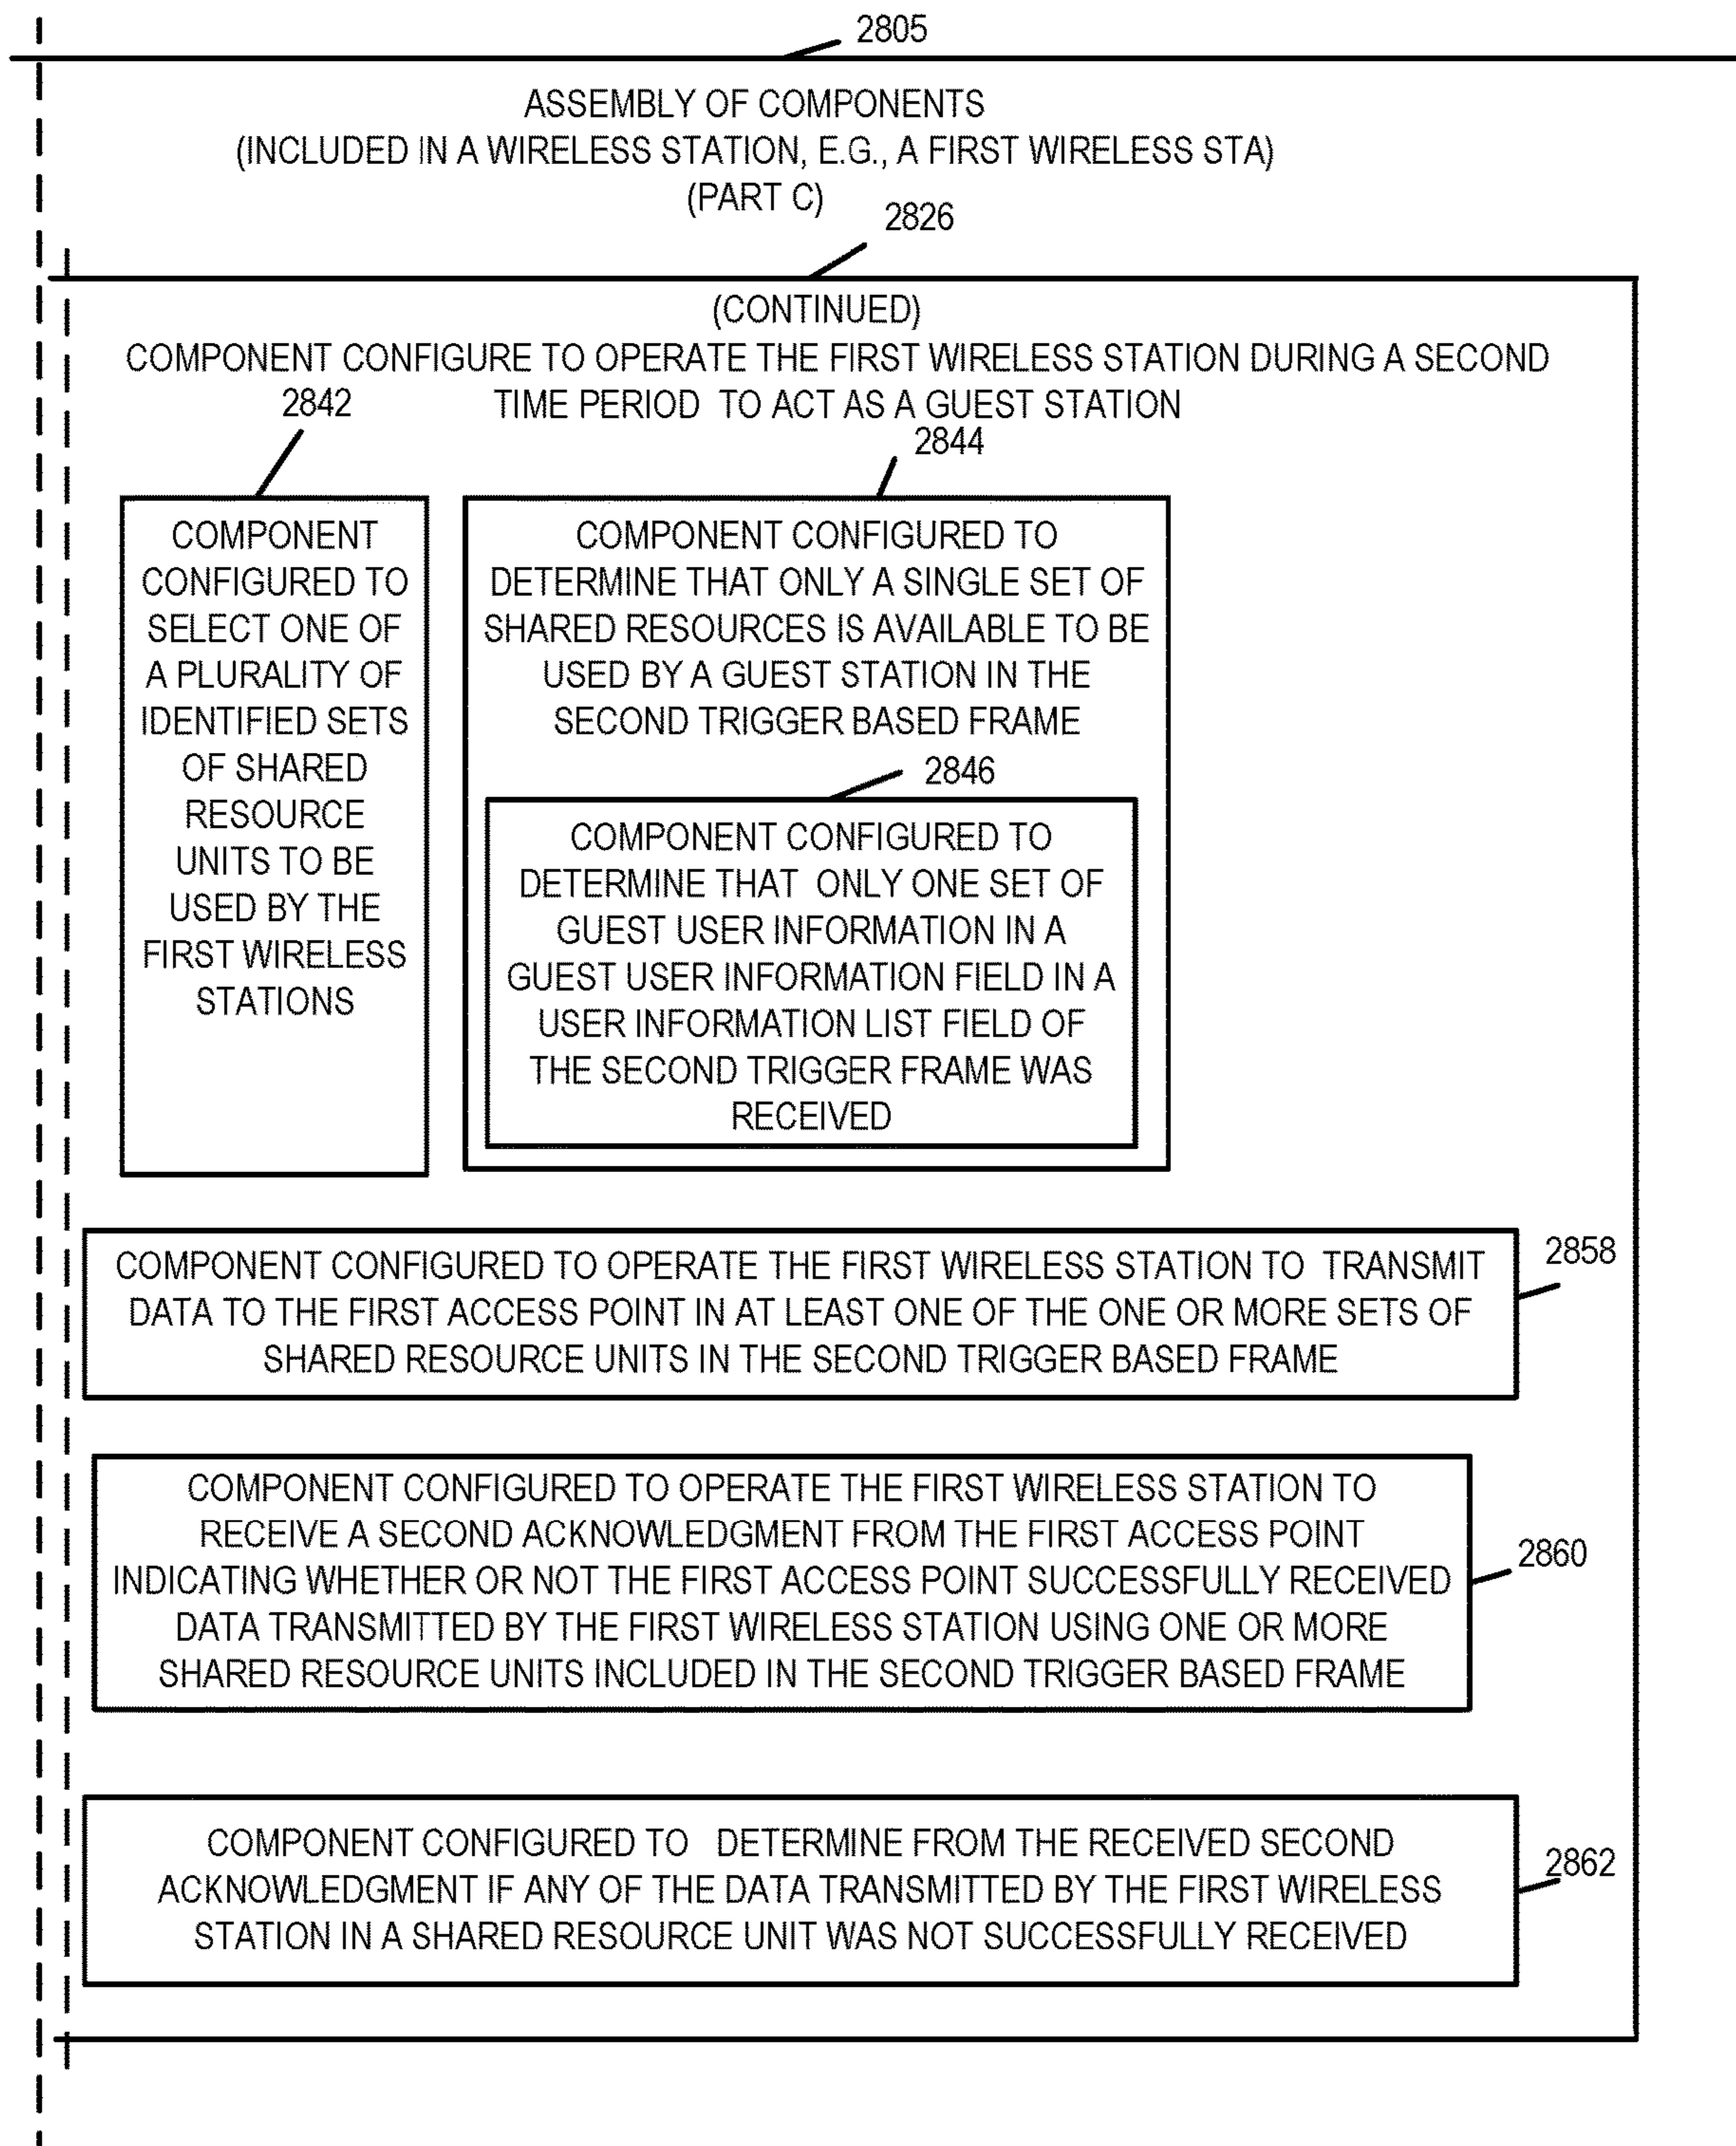 2805
ASSEMBLY OF COMPONENTS
(INCLUDED IN A WIRELESS STATION, E.G., A FIRST WIRELESS STA)
(PART C)
2826
(CONTINUED)
COMPONENT CONFIGURE TO OPERATE THE FIRST WIRELESS STATION DURING A SECOND
TIME PERIOD TO ACT AS A GUEST STATION
2842
COMPONENT
CONFIGURED TO
SELECT ONE OF
A PLURALITY OF
IDENTIFIED SETS
OF SHARED
RESOURCE
UNITS TO BE
USED BY THE
FIRST WIRELESS
STATIONS
2844
COMPONENT CONFIGURED TO
DETERMINE THAT ONLY A SINGLE SET OF
SHARED RESOURCES IS AVAILABLE TO BE
USED BY A GUEST STATION IN THE
SECOND TRIGGER BASED FRAME
2846
COMPONENT CONFIGURED TO
DETERMINE THAT ONLY ONE SET OF
GUEST USER INFORMATION IN A
GUEST USER INFORMATION FIELD IN A
USER INFORMATION LIST FIELD OF
THE SECOND TRIGGER FRAME WAS
RECEIVED
2858
COMPONENT CONFIGURED TO OPERATE THE FIRST WIRELESS STATION TO TRANSMIT
DATA TO THE FIRST ACCESS POINT IN AT LEAST ONE OF THE ONE OR MORE SETS OF
SHARED RESOURCE UNITS IN THE SECOND TRIGGER BASED FRAME
COMPONENT CONFIGURED TO OPERATE THE FIRST WIRELESS STATION TO
RECEIVE A SECOND ACKNOWLEDGMENT FROM THE FIRST ACCESS POINT
INDICATING WHETHER OR NOT THE FIRST ACCESS POINT SUCCESSFULLY RECEIVED
DATA TRANSMITTED BY THE FIRST WIRELESS STATION USING ONE OR MORE
SHARED RESOURCE UNITS INCLUDED IN THE SECOND TRIGGER BASED FRAME
2860
COMPONENT CONFIGURED TO DETERMINE FROM THE RECEIVED SECOND
ACKNOWLEDGMENT IF ANY OF THE DATA TRANSMITTED BY THE FIRST WIRELESS
STATION IN A SHARED RESOURCE UNIT WAS NOT SUCCESSFULLY RECEIVED
2862